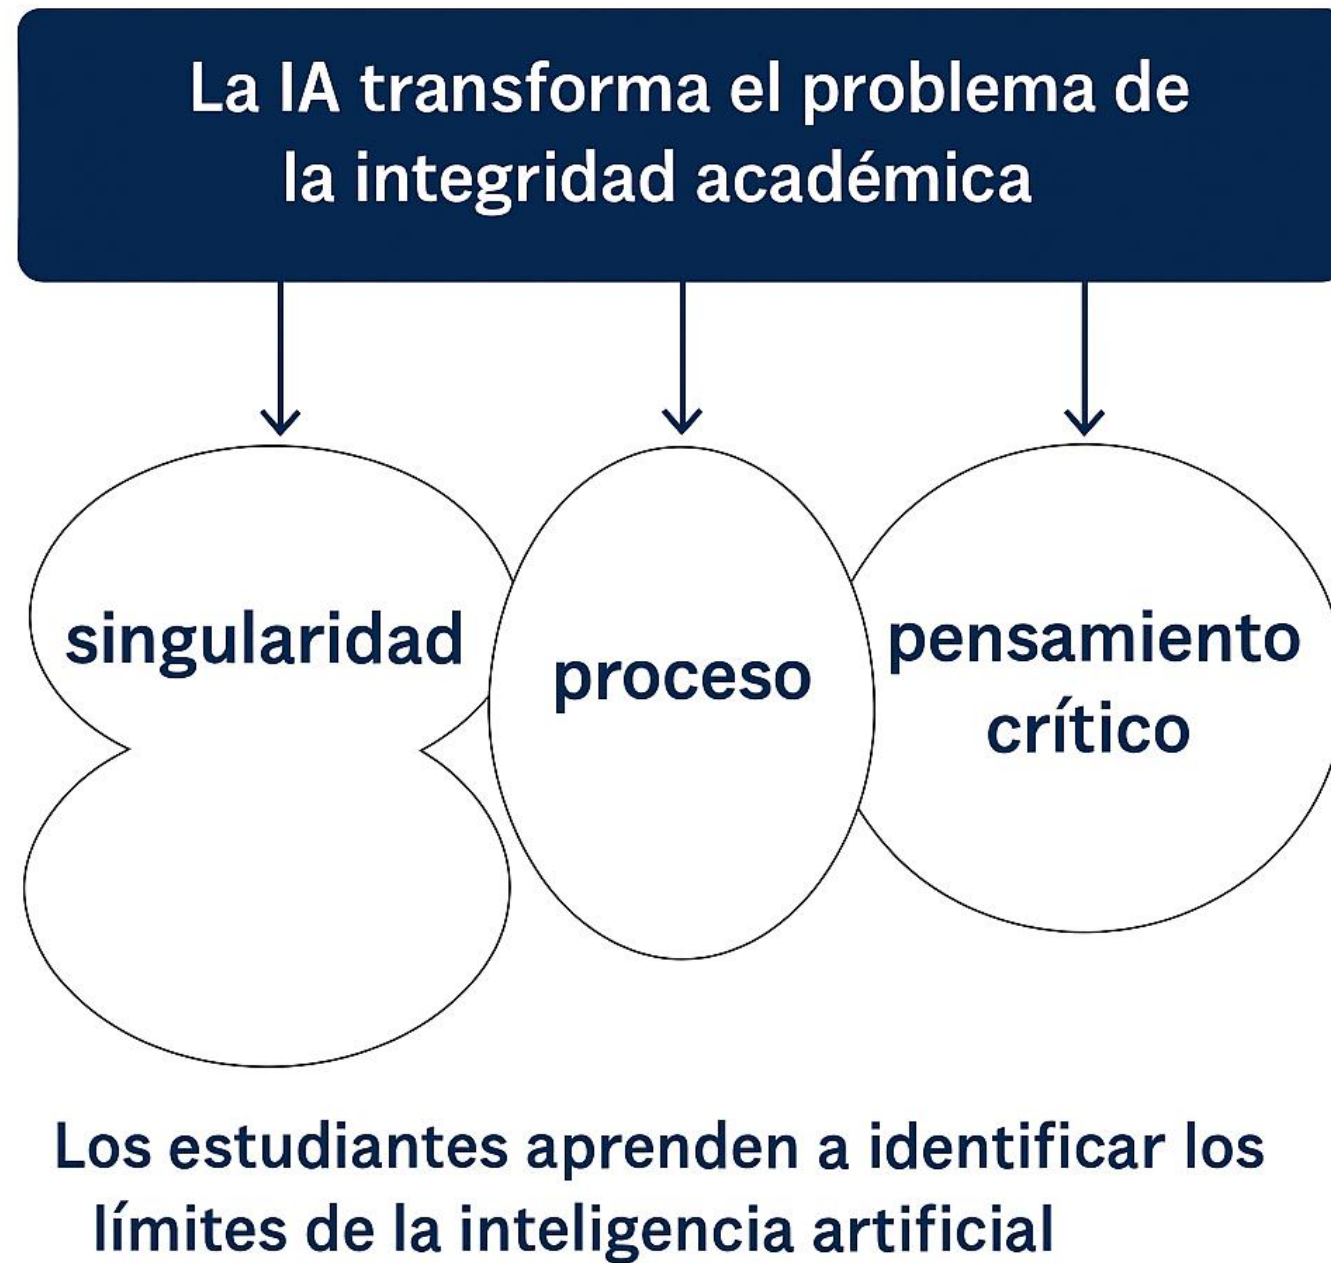 La IA transforma el problema de
la integridad académica
singularidad
proceso
pensamiento
crítico
Los estudiantes aprenden a identificar los
límites de la inteligencia artificial